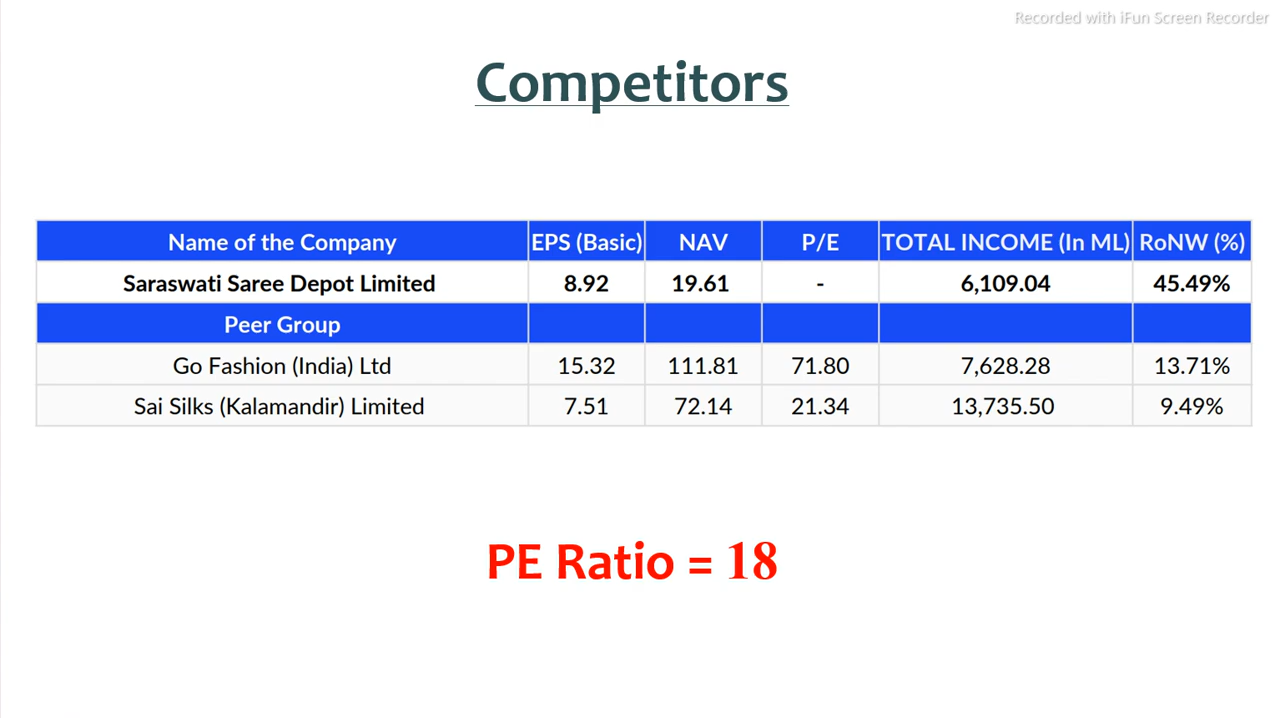 Recorded with iFun Screen Recorder
Competitors
Name of the Company EPS (Basic) NAV P/E TOTAL INCOME (In ML) RoNW (%)
Saraswati Saree Depot Limited 8.92 19.61 - 6,109.04 45.49%
Peer Group
Go Fashion (India) Ltd 15.32 111.81 71.80 7,628.28 13.71%
Sai Silks (Kalamandir) Limited 7.51 72.14 21.34 13,735.50 9.49%
PE Ratio = 18